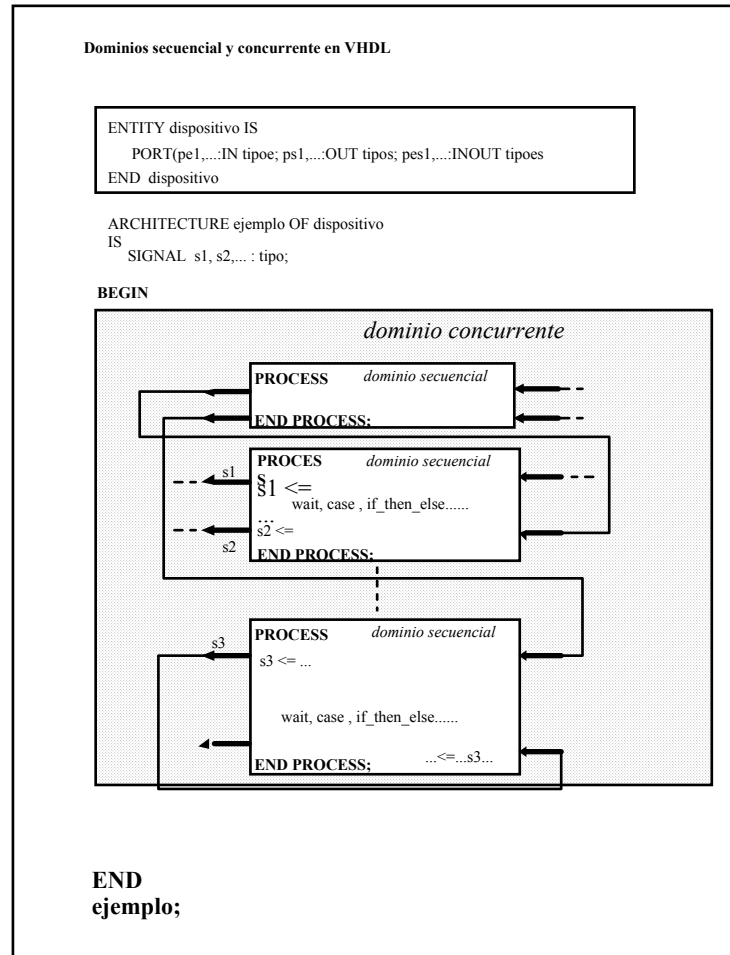 Dominios secuencial y concurrente en VHDL
ENTITY dispositivo IS
PORT(pe1,...:IN tipoe; ps1,...:OUT tipos; pes1,...:INOUT tipoes
END dispositivo
ARCHITECTURE ejemplo OF dispositivo
IS
SIGNAL s1, s2,... : tipo;
BEGIN
dominio concurrente
PROCESS dominio secuencial
END PROCESS;
PROCES dominio secuencial
s1
S
s1 <=
wait, case , if_then_else......
...
s2 <=
s2
END PROCESS;
PROCESS dominio secuencial
s3
s3 <= ...
wait, case , if_then_else......
...<=...s3...
END PROCESS;
END
ejemplo;